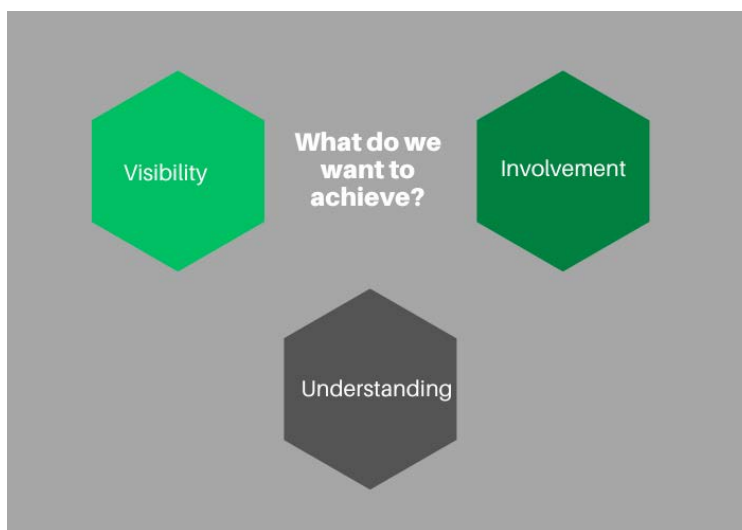 Visibility
What do we
want to
achieve?
Involvement
Understanding